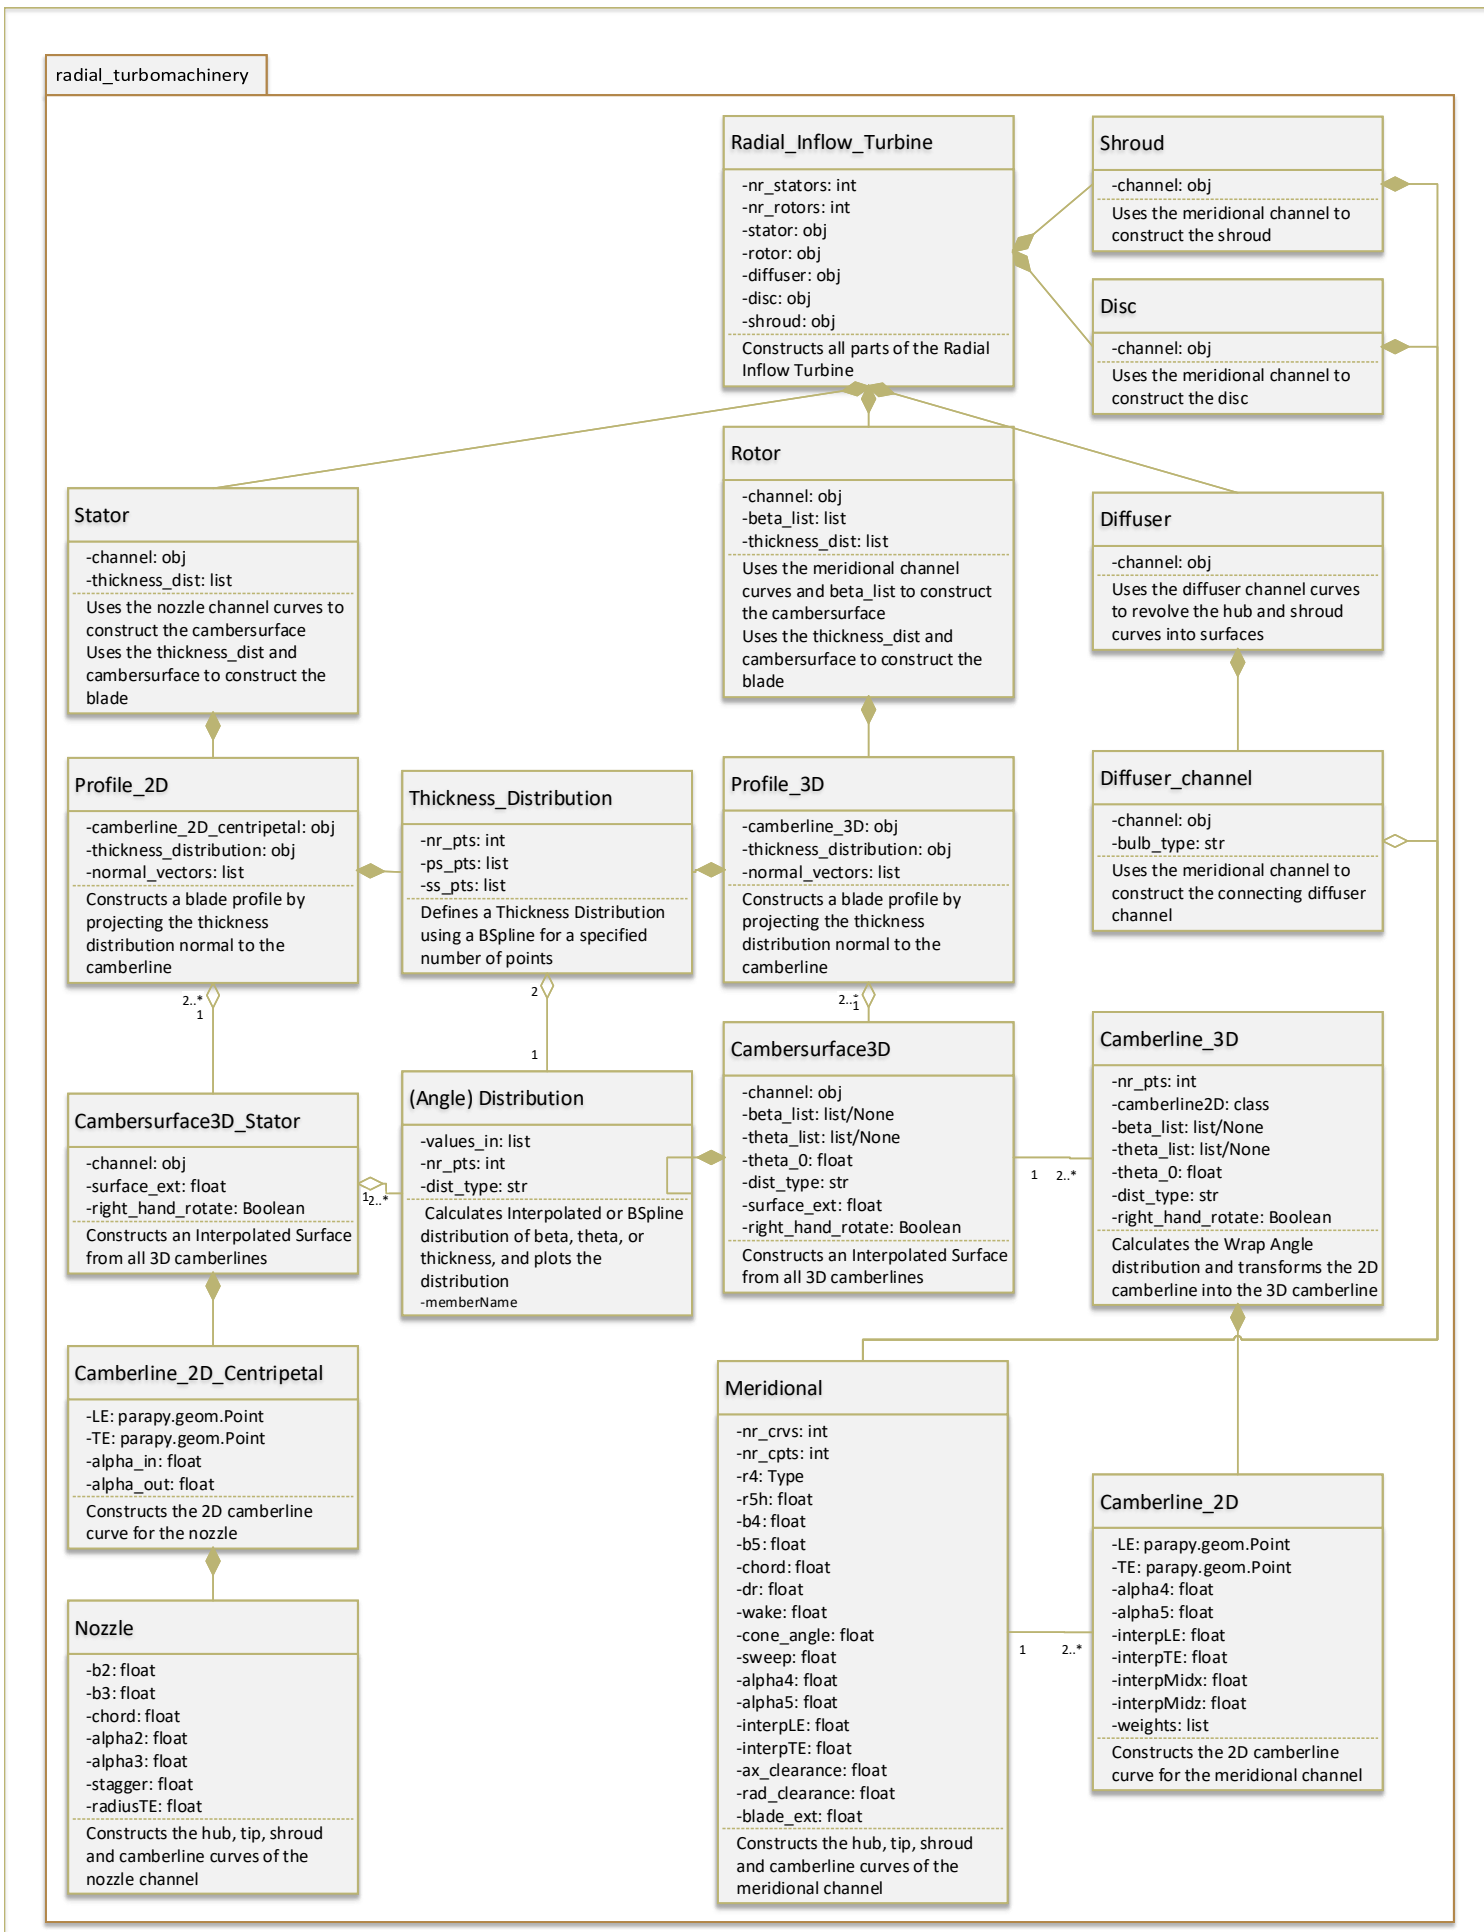 radial_turbomachinery
Radial_Inflow_Turbine
-nr_stators: int
-nr_rotors: int
-stator: obj
-rotor: obj
-diffuser: obj
-disc: obj
-shroud: obj
Constructs all parts of the Radial
Inflow Turbine
Shroud
-channel: obj
Uses the meridional channel to
construct the shroud
Disc
-channel: obj
Uses the meridional channel to
construct the disc
Stator
-channel: obj
-thickness_dist: list
Uses the nozzle channel curves to
construct the cambersurface
Uses the thickness_dist and
cambersurface to construct the
blade
Rotor
-channel: obj
-beta_list: list
-thickness_dist: list
Uses the meridional channel
curves and beta_list to construct
the cambersurface
Uses the thickness_dist and
cambersurface to construct the
blade
Diffuser
-channel: obj
Uses the diffuser channel curves
to revolve the hub and shroud
curves into surfaces
Profile_2D
-camberline_2D_centripetal: obj
-thickness_distribution: obj
-normal_vectors: list
Constructs a blade profile by
projecting the thickness
distribution normal to the
camberline
2..*
1
Thickness_Distribution
-nr_pts: int
-ps_pts: list
-ss_pts: list
Defines a Thickness Distribution
using a BSpline for a specified
number of points
2
1
Profile_3D
-camberline_3D: obj
-thickness_distribution: obj
-normal_vectors: list
Constructs a blade profile by
projecting the thickness
distribution normal to the
camberline
2..*
1
Diffuser_channel
-channel: obj
-bulb_type: str
Uses the meridional channel to
construct the connecting diffuser
channel
Cambersurface3D_Stator
-channel: obj
-surface_ext: float
-right_hand_rotate: Boolean
Constructs an Interpolated Surface
from all 3D camberlines
1
2..*
(Angle) Distribution
-values_in: list
-nr_pts: int
-dist_type: str
Calculates Interpolated or BSpline
distribution of beta, theta, or
thickness, and plots the
distribution
-memberName
Cambersurface3D
-channel: obj
-beta_list: list/None
-theta_list: list/None
-theta_0: float
-dist_type: str
-surface_ext: float
-right_hand_rotate: Boolean
Constructs an Interpolated Surface
from all 3D camberlines
1
2..*
Camberline_3D
-nr_pts: int
-camberline2D: class
-beta_list: list/None
-theta_list: list/None
-theta_0: float
-dist_type: str
-right_hand_rotate: Boolean
Calculates the Wrap Angle
distribution and transforms the 2D
camberline into the 3D camberline
Camberline_2D_Centripetal
-LE: parapy.geom.Point
-TE: parapy.geom.Point
-alpha_in: float
-alpha_out: float
Constructs the 2D camberline
curve for the nozzle
Nozzle
-b2: float
-b3: float
-chord: float
-alpha2: float
-alpha3: float
-stagger: float
-radiusTE: float
Constructs the hub, tip, shroud
and camberline curves of the
nozzle channel
Meridional
-nr_crvs: int
-nr_cpts: int
-r4: Type
-r5h: float
-b4: float
-b5: float
-chord: float
-dr: float
-wake: float
-cone_angle: float
-sweep: float
-alpha4: float
-alpha5: float
-interpLE: float
-interpTE: float
-ax_clearance: float
-rad_clearance: float
-blade_ext: float
Constructs the hub, tip, shroud
and camberline curves of the
meridional channel
1
2..*
Camberline_2D
-LE: parapy.geom.Point
-TE: parapy.geom.Point
-alpha4: float
-alpha5: float
-interpLE: float
-interpTE: float
-interpMidx: float
-interpMidz: float
-weights: list
Constructs the 2D camberline
curve for the meridional channel